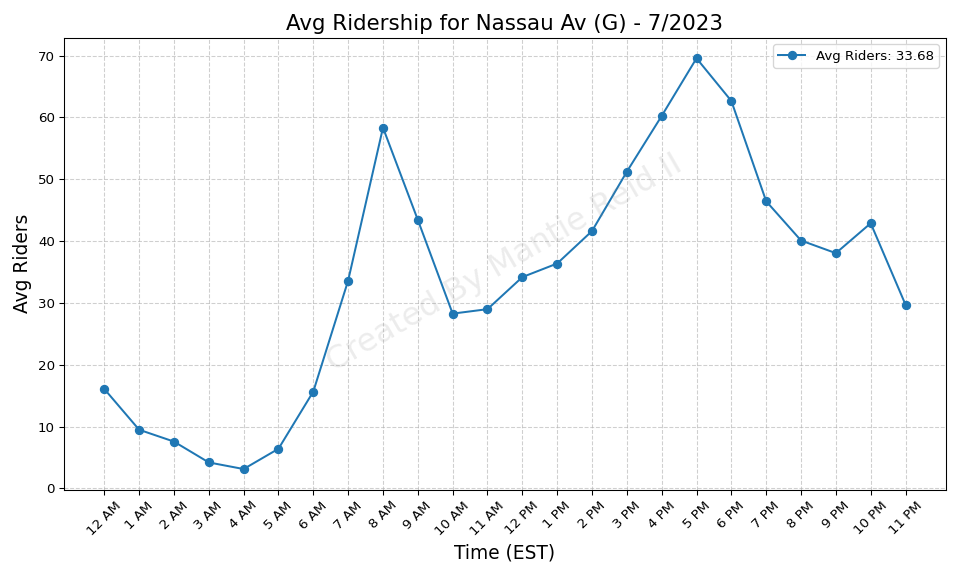 Avg Ridership for Nassau Av (G) - 7/2023
Avg Riders: 33.68
Avg Riders
70
60
50
40
30
20
10
0
Created By Mantie Reid II
12 AM
1 AM
2 AM
3 AM
4 AM
5 AM
6 AM
7 AM
8 AM
9 AM
10 AM
11 AM
12 PM
1 PM
2 PM
3 PM
4 PM
5 PM
6 PM
7 PM
8 PM
9 PM
10 PM
11 PM
Time (EST)